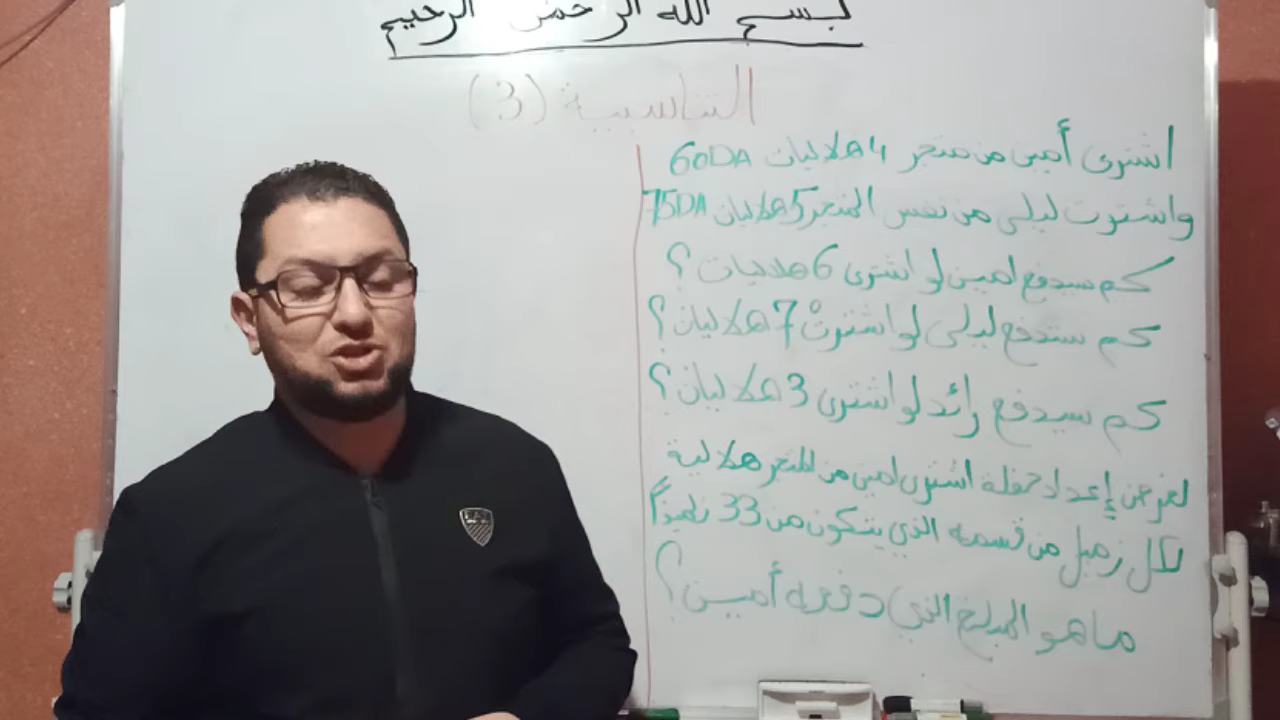 بسم الله الرحمن الرحيم
التناسبية (3)
اشترى أمين من متجر 4 هلاليات 60DA
واشترت ليلى من نفس المتجر 5 هلاليات 75DA
كم سيدفع امين لو اشترى 6 هلاليات ؟
كم ستدفع ليلى لو اشترتْ 7 هلاليات ؟
كم سيدفع رائد لو اشترى 3 هلاليات ؟
لغرض إعداد حفلة اشترى امين من المتجر هلالية
لكل زميل من قسمه الذي يتكون من 33 تلميذاً
ماهو المبلغ الذي دفعه أمين ؟